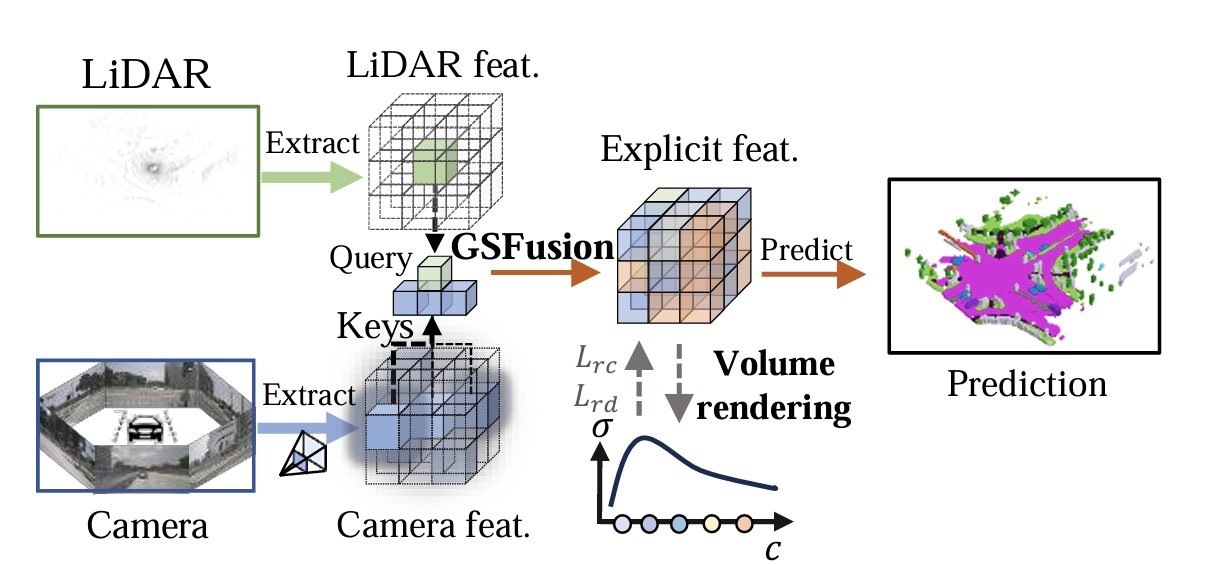 LiDAR
LiDAR feat.
Extract
Explicit feat.
Query
GSFusion
Predict
Keys
Extract
L_{rc}
L_{rd}
Volume
rendering
Prediction
σ
Camera
Camera feat.
c